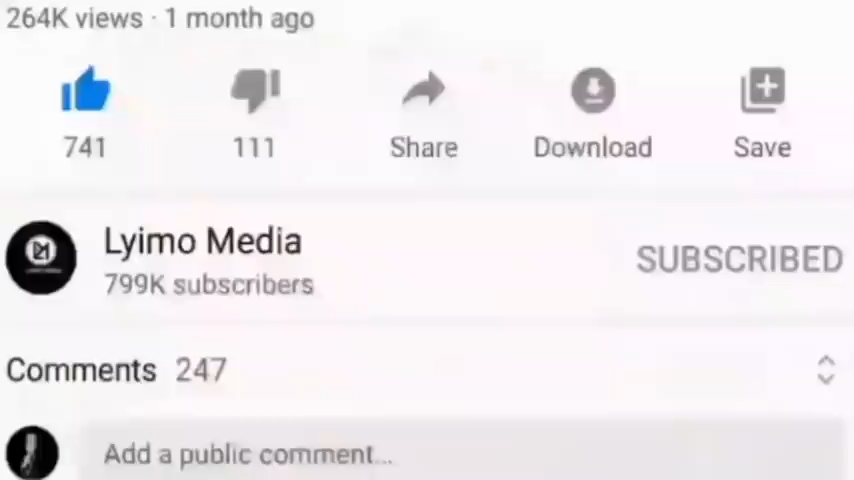 264K views · 1 month ago
741 111 Share Download Save
Lyimo Media
799K subscribers
SUBSCRIBED
Comments 247
Add a public comment...